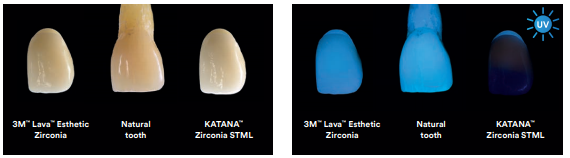 3M™ Lava™ Esthetic
Zirconia
Natural
tooth
KATANA™
Zirconia STML
UV
3M™ Lava™ Esthetic
Zirconia
Natural
tooth
KATANA™
Zirconia STML